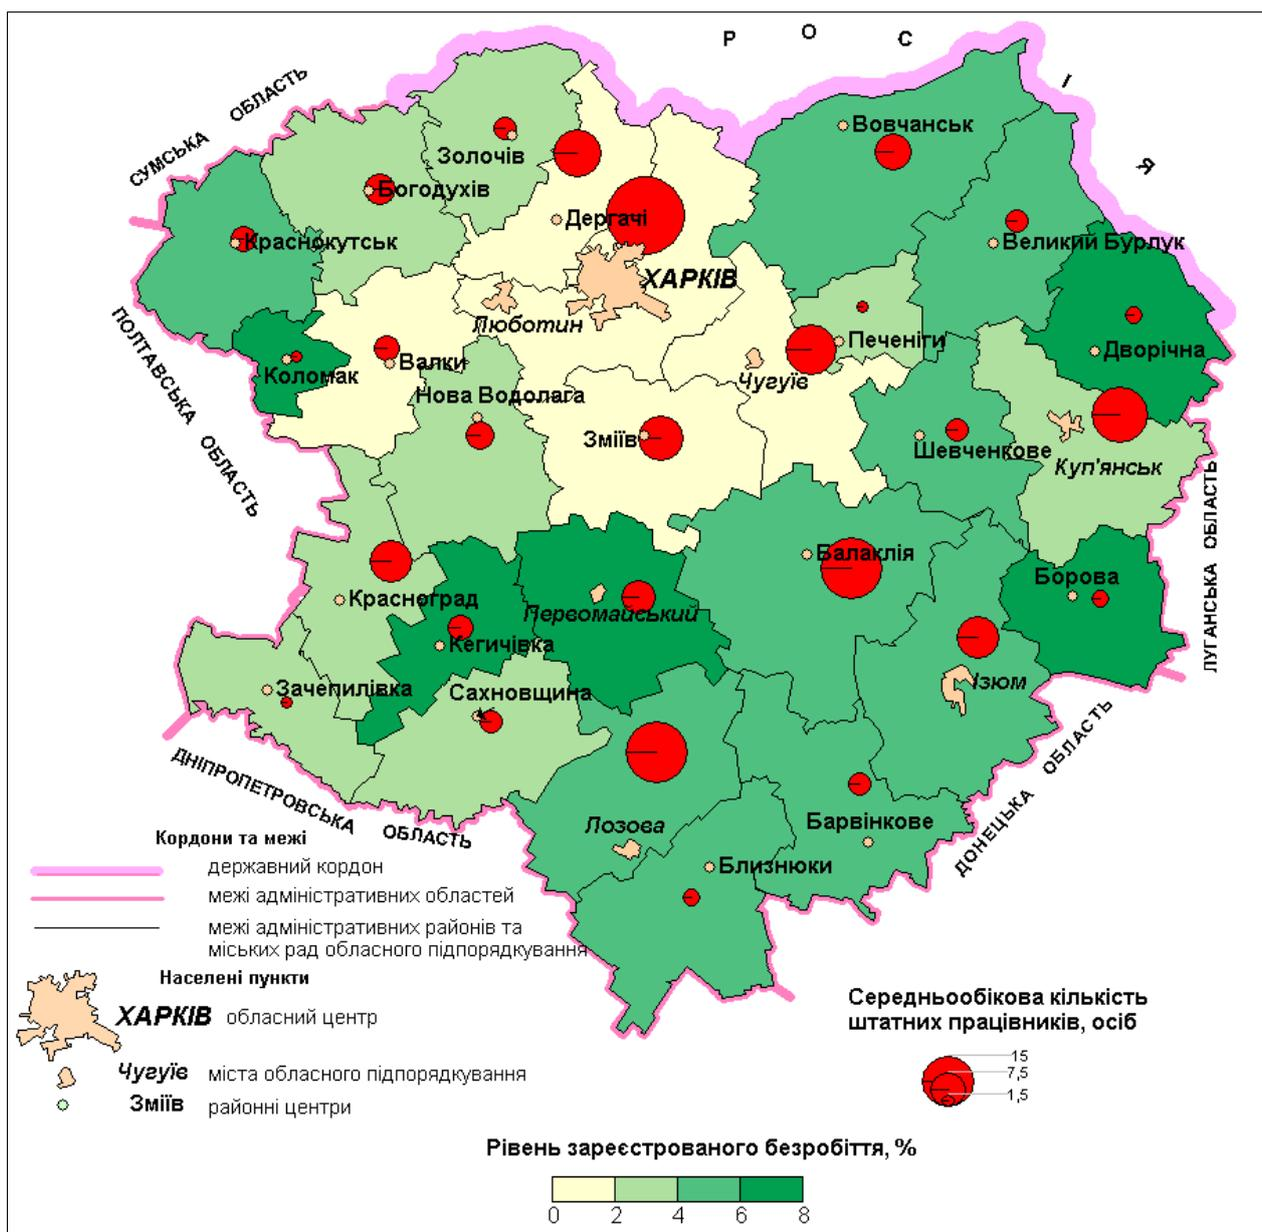 РОСІЯ
СУМСЬКА ОБЛАСТЬ
ПОЛТАВСЬКА ОБЛАСТЬ
ДНІПРОПЕТРОВСЬКА ОБЛАСТЬ
ДОНЕЦЬКА ОБЛАСТЬ
ЛУГАНСЬКА ОБЛАСТЬ
Вовчанськ
Золочів
Богодухів
Дергачі
Краснокутськ
Великий Бурлук
ХАРКІВ
Люботин
Печеніги
Дворічна
Валки
Коломак
Чугуїв
Нова Водолага
Зміїв
Шевченкове
Куп'янськ
Балаклія
Борова
Красноград
Первомайський
Кегичівка
Зачепилівка
Сахновщина
Ізюм
Лозова
Барвінкове
Близнюки
Кордони та межі
державний кордон
межі адміністративних областей
межі адміністративних районів та
міських рад обласного підпорядкування
Населені пункти
ХАРКІВ обласний центр
Чугуїв міста обласного підпорядкування
Зміїв районні центри
Середньообікова кількість
штатних працівників, осіб
15
7,5
1,5
Рівень зареєстрованого безробіття, %
0 2 4 6 8